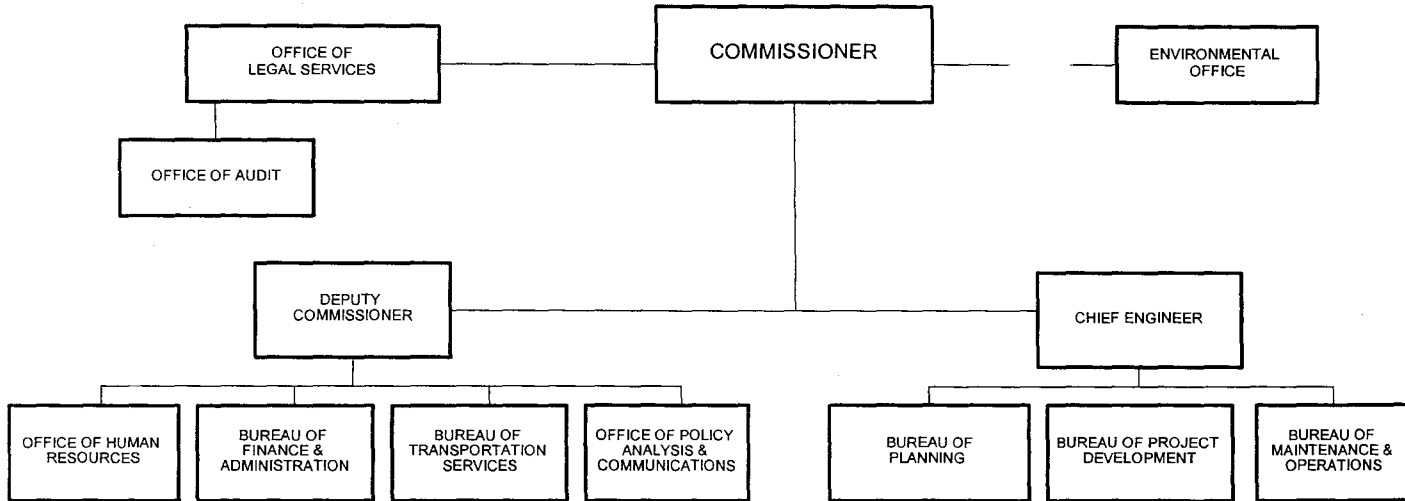 OFFICE OF
LEGAL SERVICES
COMMISSIONER
ENVIRONMENTAL
OFFICE
OFFICE OF AUDIT
DEPUTY
COMMISSIONER
CHIEF ENGINEER
OFFICE OF HUMAN
RESOURCES
BUREAU OF
FINANCE &
ADMINISTRATION
BUREAU OF
TRANSPORTATION
SERVICES
OFFICE OF POLICY
ANALYSIS &
COMMUNICATIONS
BUREAU OF
PLANNING
BUREAU OF PROJECT
DEVELOPMENT
BUREAU OF
MAINTENANCE &
OPERATIONS